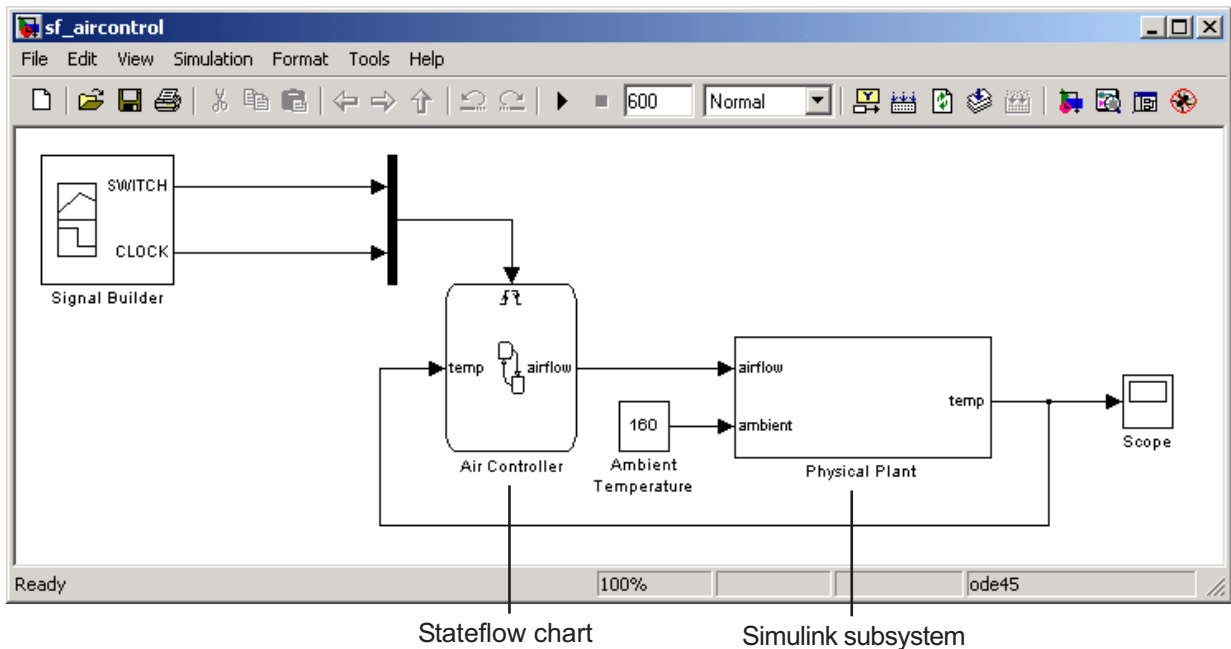 sf_aircontrol
File Edit View Simulation Format Tools Help
600 Normal
SWITCH
CLOCK
Signal Builder
temp airflow
Air Controller
160
Ambient
Temperature
airflow
ambient
temp
Physical Plant
Scope
Ready 100% ode45
Stateflow chart
Simulink subsystem